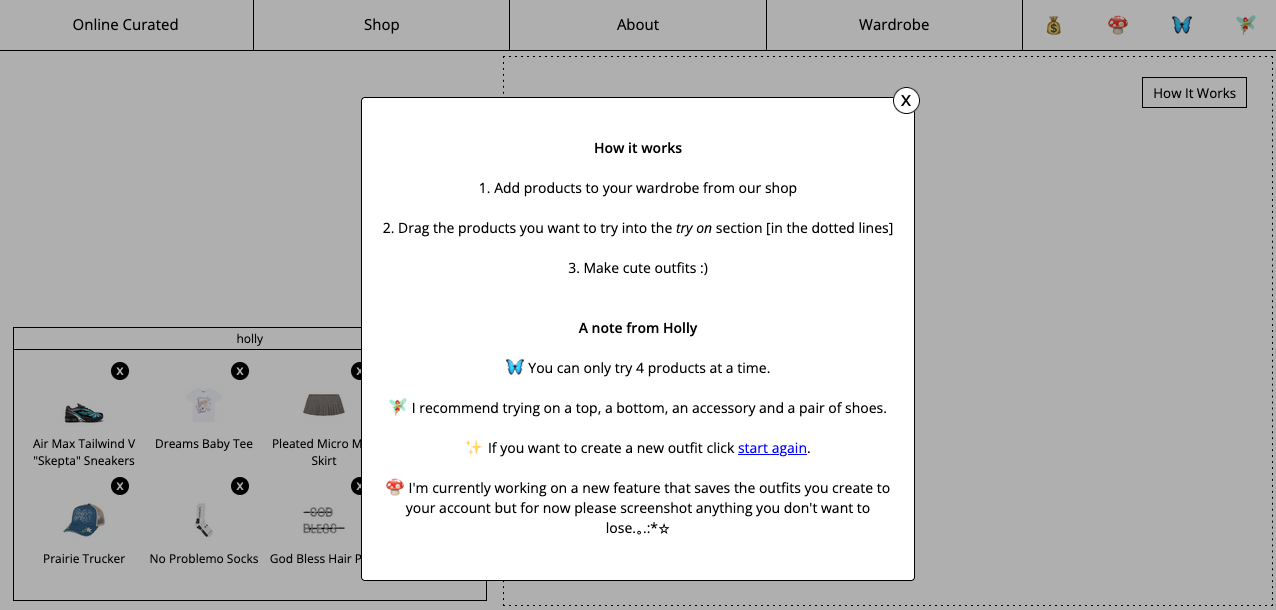 Online Curated
Shop
About
Wardrobe
How It Works
X
How it works
1. Add products to your wardrobe from our shop
2. Drag the products you want to try into the try on section [in the dotted lines]
3. Make cute outfits :)
A note from Holly
🦋 You can only try 4 products at a time.
🧚 I recommend trying on a top, a bottom, an accessory and a pair of shoes.
✨ If you want to create a new outfit click start again.
🍄 I'm currently working on a new feature that saves the outfits you create to
your account but for now please screenshot anything you don't want to
lose.｡.:*☆
holly
X
X
X
Air Max Tailwind V
"Skepta" Sneakers
Dreams Baby Tee
Pleated Micro M
Skirt
X
X
X
GOD
BLESS
Prairie Trucker
No Problemo Socks
God Bless Hair P